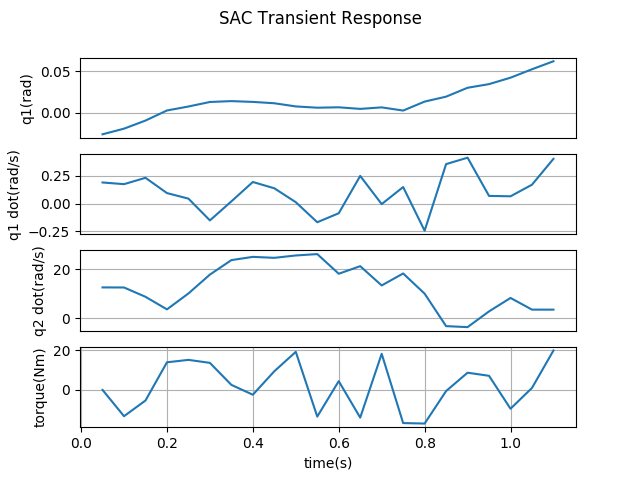 SAC Transient Response
q1(rad)
0.05
0.00
q1 dot(rad/s)
0.25
0.00
−0.25
q2 dot(rad/s)
20
0
torque(Nm)
20
0
0.0 0.2 0.4 0.6 0.8 1.0
time(s)